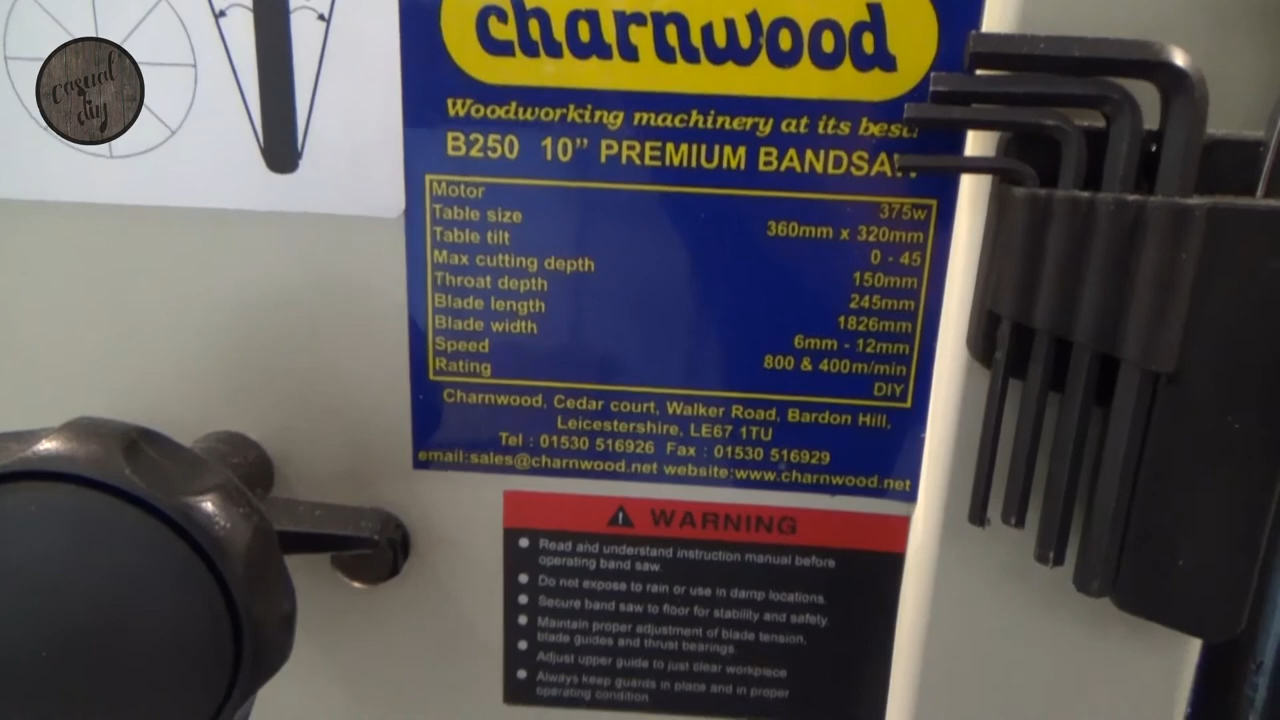 casual
diy
charnwood
Woodworking machinery at its best
B250 10” PREMIUM BANDSAW
Motor 375w
Table size 360mm x 320mm
Table tilt 0 - 45
Max cutting depth 150mm
Throat depth 245mm
Blade length 1826mm
Blade width 6mm - 12mm
Speed 800 & 400m/min
Rating DIY
Charnwood, Cedar court, Walker Road, Bardon Hill,
Leicestershire, LE67 1TU
Tel : 01530 516926 Fax : 01530 516929
email:sales@charnwood.net website:www.charnwood.net
WARNING
Read and understand instruction manual before
operating band saw.
Do not expose to rain or use in damp locations.
Secure band saw to floor for stability and safety.
Maintain proper adjustment of blade tension,
blade guides and thrust bearings.
Adjust upper guide to just clear workpiece
Always keep guards in place and in proper
operating condition.